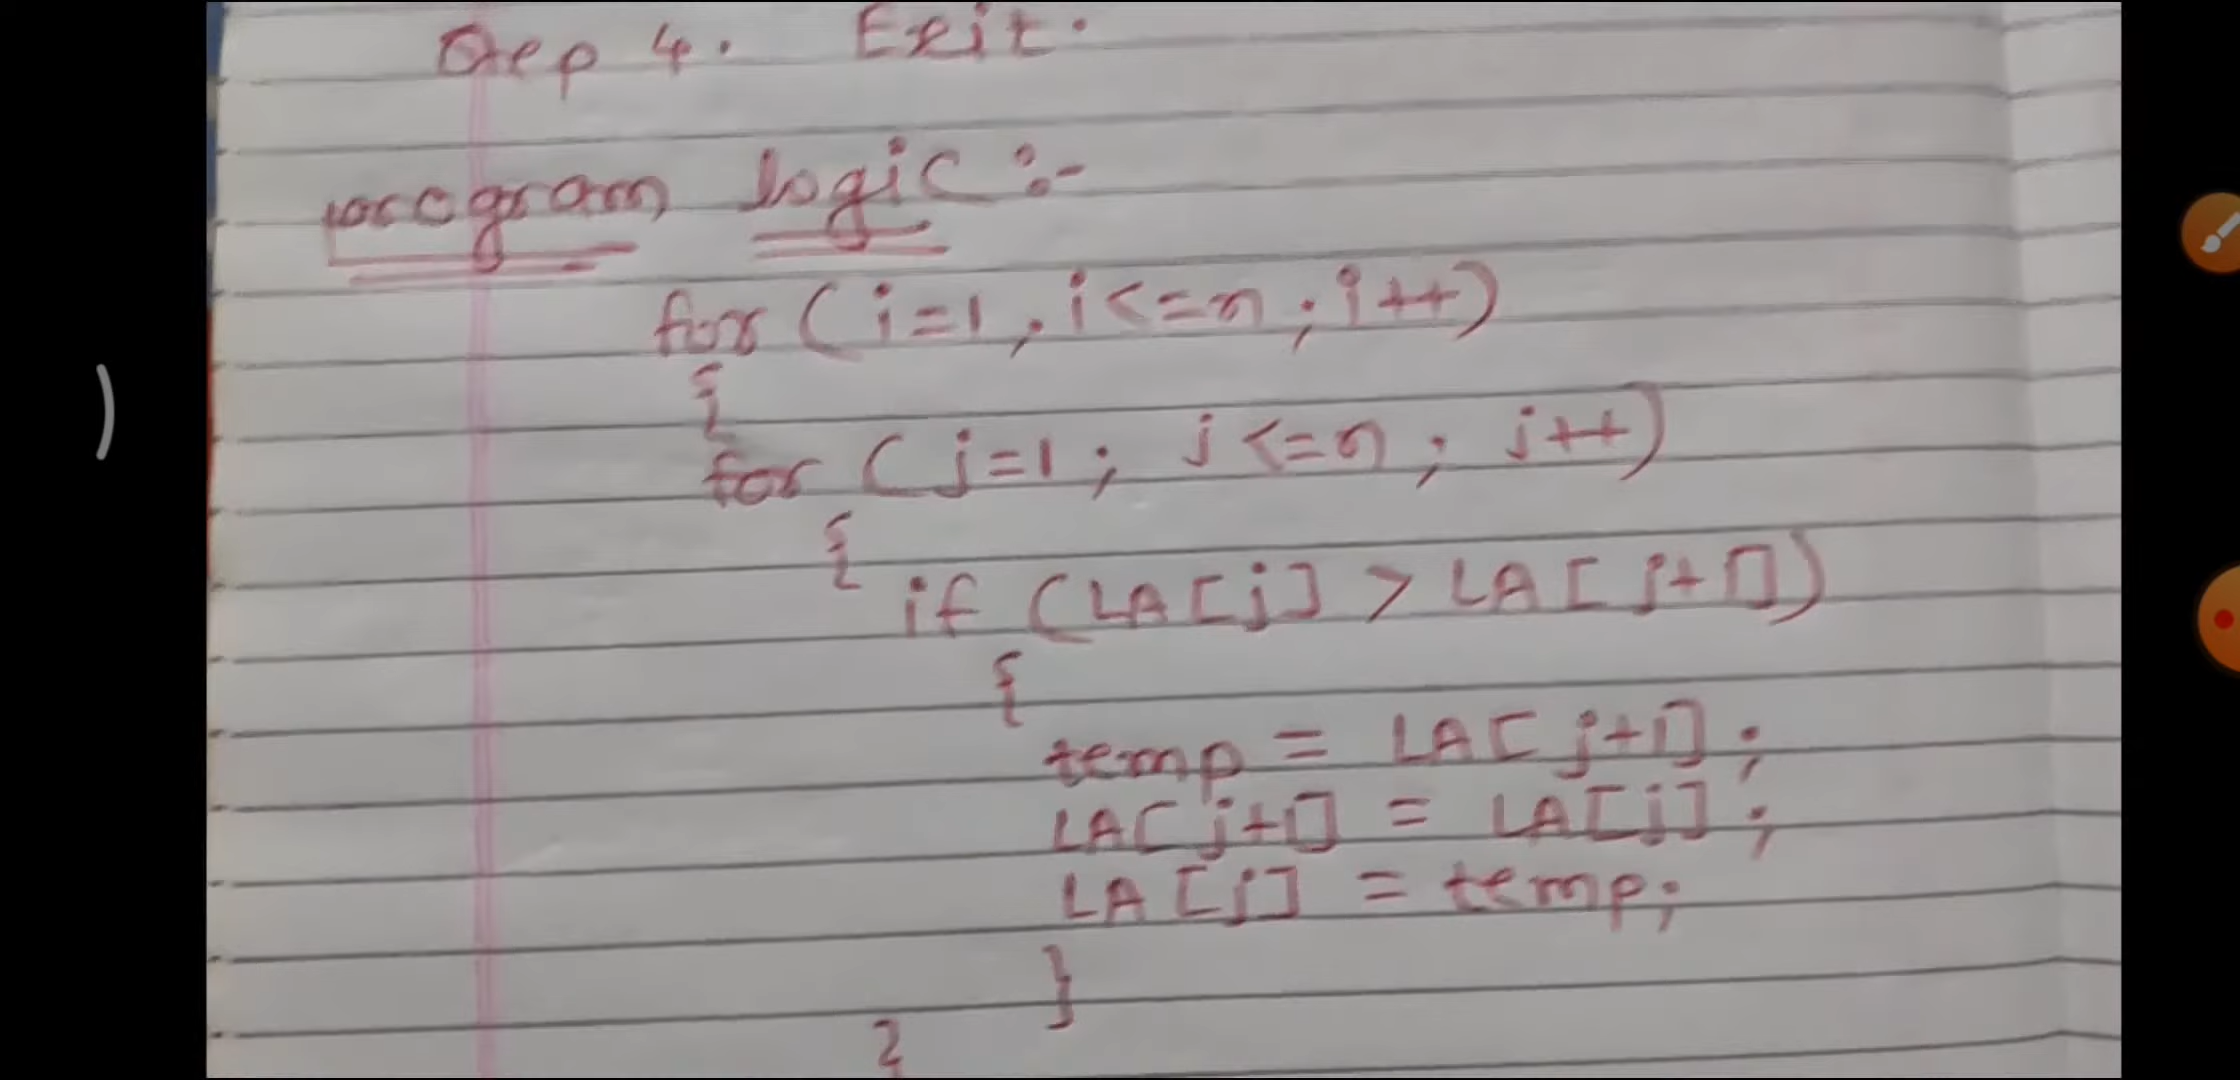 Step 4. Exit.
program logic :-
for (i=1, i<=n ; i++)
{
for (j=1; j<=n ; j++)
{
if (LA[j] > LA[j+1])
{
temp = LA[j+1];
LA[j+1] = LA[j];
LA[j] = temp;
}
}